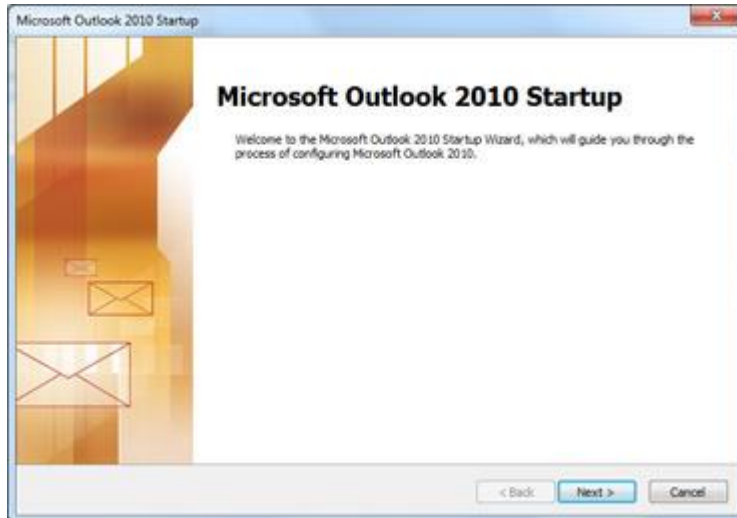 Microsoft Outlook 2010 Startup
Microsoft Outlook 2010 Startup
Welcome to the Microsoft Outlook 2010 Startup Wizard, which will guide you through the
process of configuring Microsoft Outlook 2010.
< Back Next > Cancel